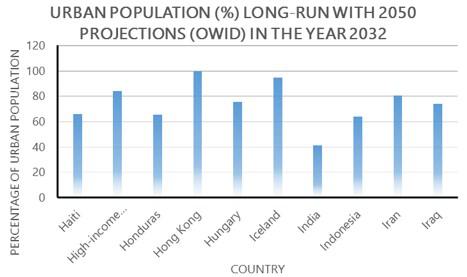 URBAN POPULATION (%) LONG-RUN WITH 2050
PROJECTIONS (OWID) IN THE YEAR 2032
PERCENTAGE OF URBAN POPULATION
120
100
80
60
40
20
0
Haiti
High-income...
Honduras
Hong Kong
Hungary
Iceland
India
Indonesia
Iran
Iraq
COUNTRY